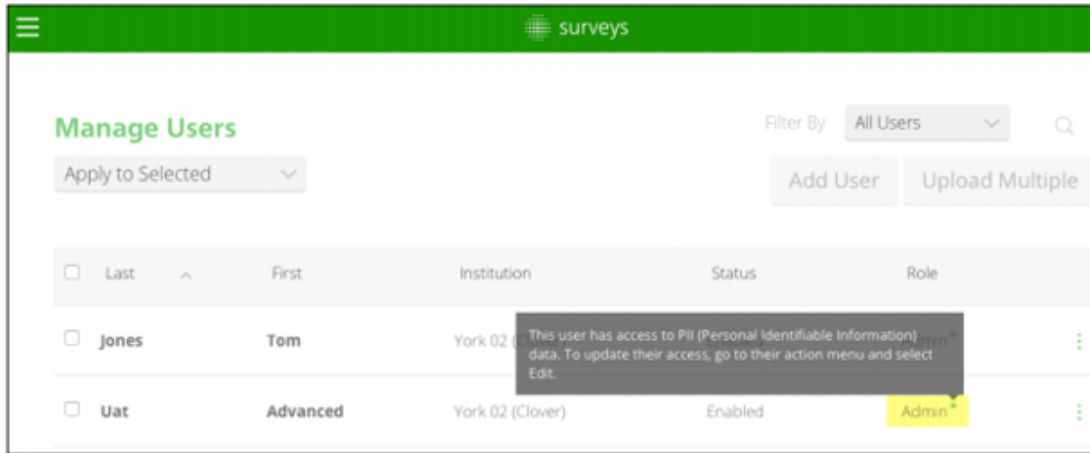 surveys
Manage Users
Filter By All Users
Apply to Selected
Add User Upload Multiple
Last First Institution Status Role
Jones Tom York 02 (
This user has access to PII (Personal Identifiable Information)
data. To update their access, go to their action menu and select
Edit.
Uat Advanced York 02 (Clover) Enabled Admin*